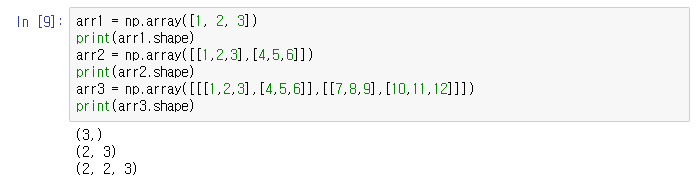 In [9]: arr1 = np.array([1, 2, 3])
print(arr1.shape)
arr2 = np.array([[1,2,3],[4,5,6]])
print(arr2.shape)
arr3 = np.array([[[1,2,3],[4,5,6]],[[7,8,9],[10,11,12]]])
print(arr3.shape)
(3,)
(2, 3)
(2, 2, 3)